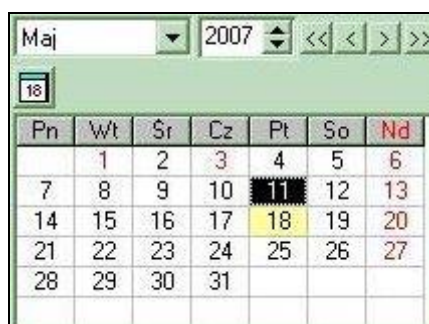 Maj 2007 << < > >>
18
Pn Wt Śr Cz Pt So Nd
1 2 3 4 5 6
7 8 9 10 11 12 13
14 15 16 17 18 19 20
21 22 23 24 25 26 27
28 29 30 31